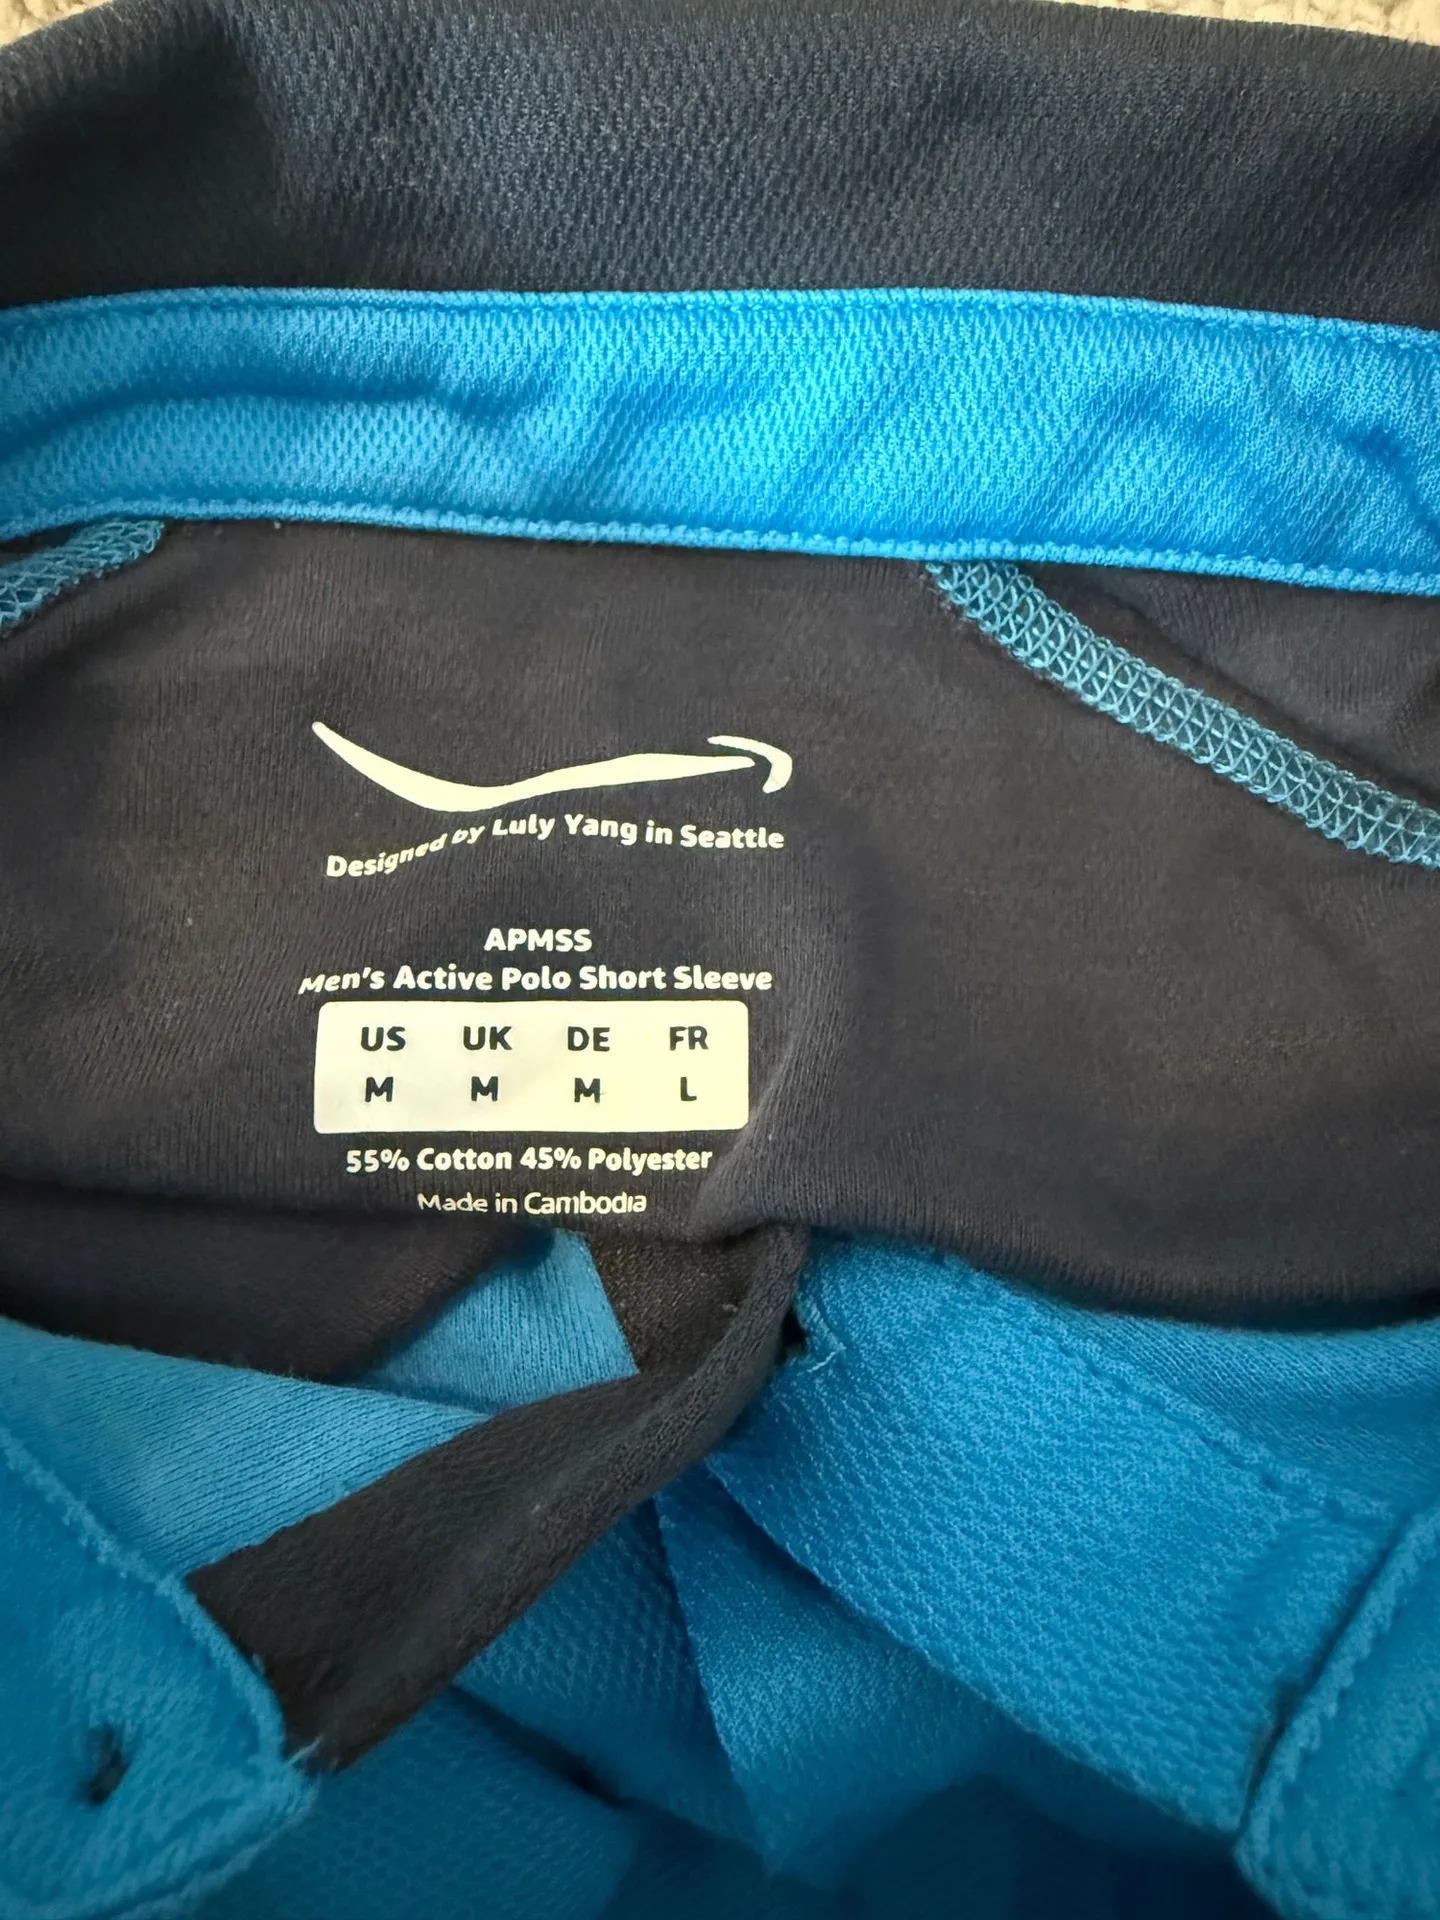 Designed by Luly Yang in Seattle
APMSS
Men's Active Polo Short Sleeve
US UK DE FR
M M M L
55% Cotton 45% Polyester
Made in Cambodia